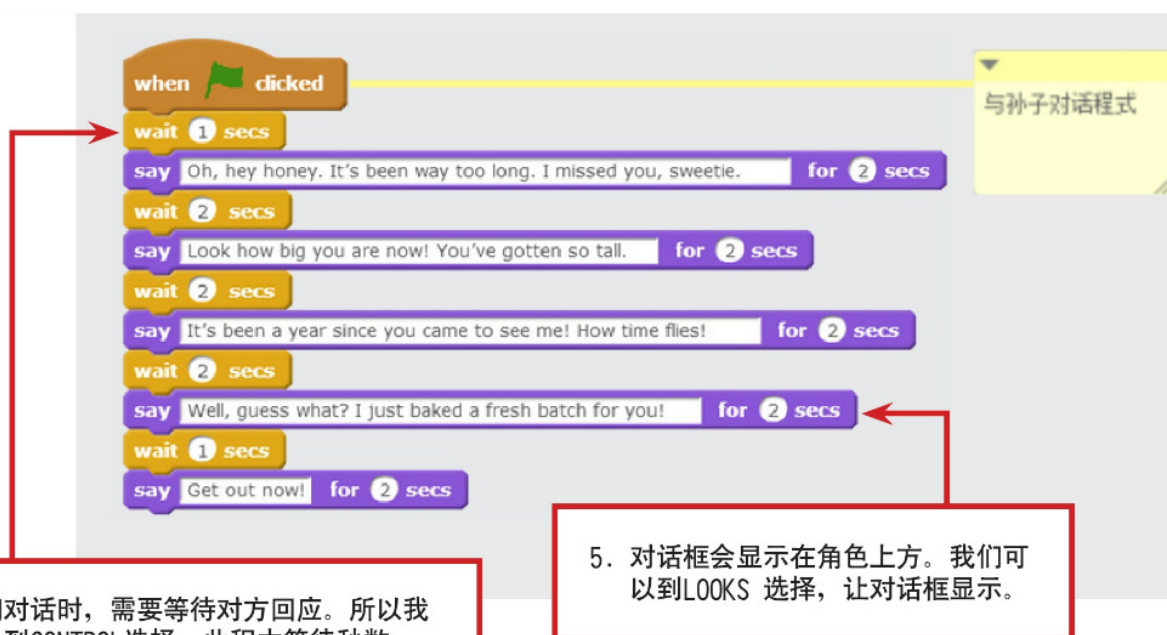 when clicked
与孙子对话程式
wait 1 secs
say Oh, hey honey. It's been way too long. I missed you, sweetie. for 2 secs
wait 2 secs
say Look how big you are now! You've gotten so tall. for 2 secs
wait 2 secs
say It's been a year since you came to see me! How time flies! for 2 secs
wait 2 secs
say Well, guess what? I just baked a fresh batch for you! for 2 secs
wait 1 secs
say Get out now! for 2 secs
5. 对话框会显示在角色上方。我们可
以到LOOKS 选择，让对话框显示。
对话时，需要等待对方回应。所以我